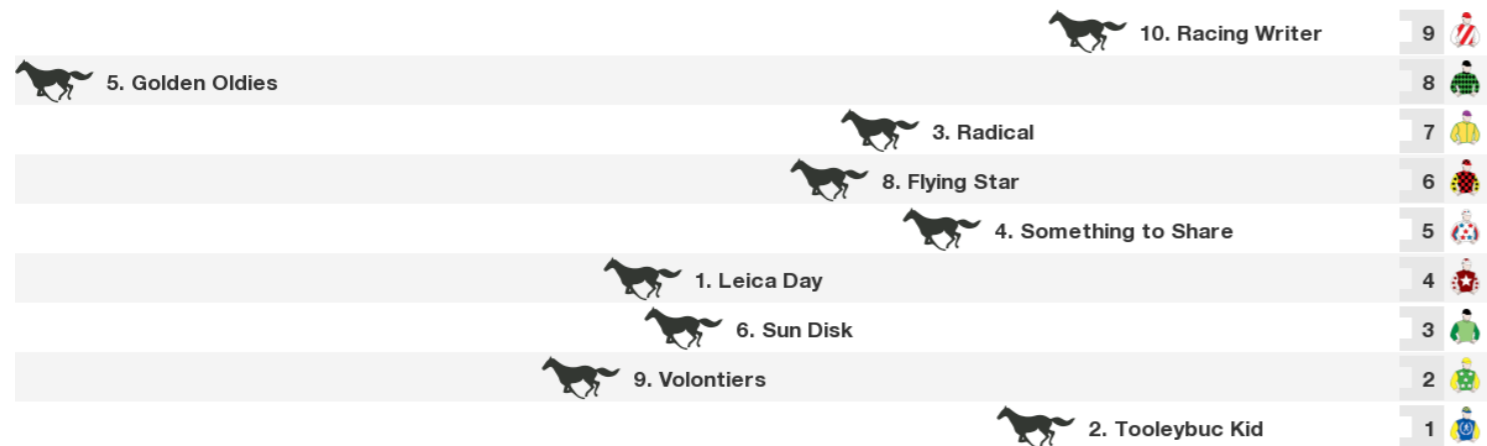 10. Racing Writer 9
5. Golden Oldies 8
3. Radical 7
8. Flying Star 6
4. Something to Share 5
1. Leica Day 4
6. Sun Disk 3
9. Volontiers 2
2. Tooleybuc Kid 1